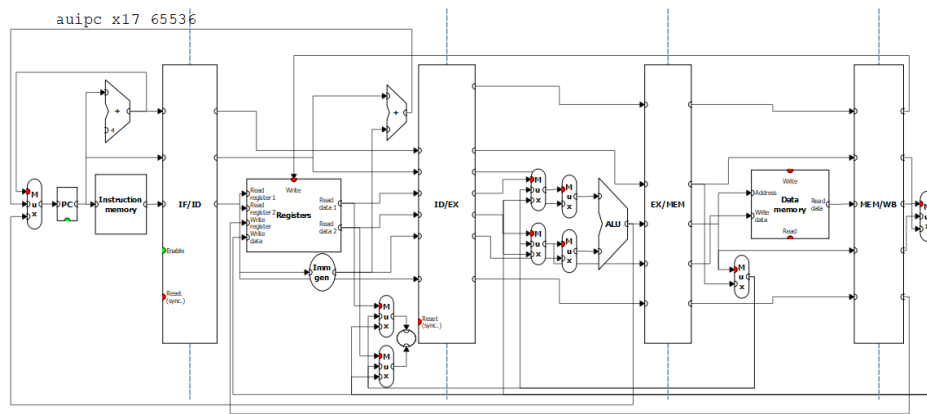 auipc x17 65536
+
4
M
u
x
PC
Instruction
memory
IF/ID
Enable
Reset
(sync.)
Write
Read
register 1
Read
register 2
Write
register
Write
data
Registers
Read
data 1
Read
data 2
Imm
gen
+
M
u
x
M
u
x
ID/EX
Reset
(sync.)
M
u
x
M
u
x
M
u
x
M
u
x
ALU
EX/MEM
M
u
x
Write
Address
Write
data
Data
memory
Read
data
Read
MEM/WB
M
u
x